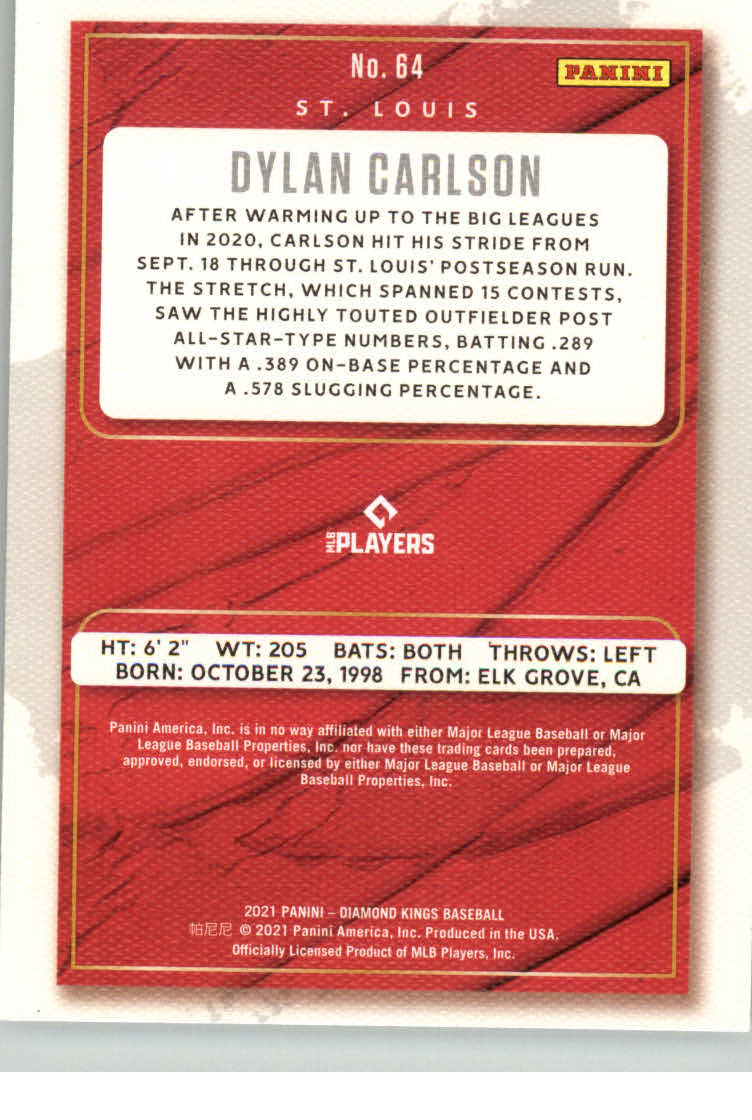 No. 64
PANINI
ST. LOUIS
DYLAN CARLSON
AFTER WARMING UP TO THE BIG LEAGUES
IN 2020, CARLSON HIT HIS STRIDE FROM
SEPT. 18 THROUGH ST. LOUIS' POSTSEASON RUN.
THE STRETCH, WHICH SPANNED 15 CONTESTS,
SAW THE HIGHLY TOUTED OUTFIELDER POST
ALL-STAR-TYPE NUMBERS, BATTING .289
WITH A .389 ON-BASE PERCENTAGE AND
A .578 SLUGGING PERCENTAGE.
MLB PLAYERS
HT: 6' 2" WT: 205 BATS: BOTH THROWS: LEFT
BORN: OCTOBER 23, 1998 FROM: ELK GROVE, CA
Panini America, Inc. is in no way affiliated with either Major League Baseball or Major
League Baseball Properties, Inc. nor have these trading cards been prepared,
approved, endorsed, or licensed by either Major League Baseball or Major League
Baseball Properties, Inc.
2021 PANINI – DIAMOND KINGS BASEBALL
帕尼尼 © 2021 Panini America, Inc. Produced in the USA.
Officially Licensed Product of MLB Players, Inc.